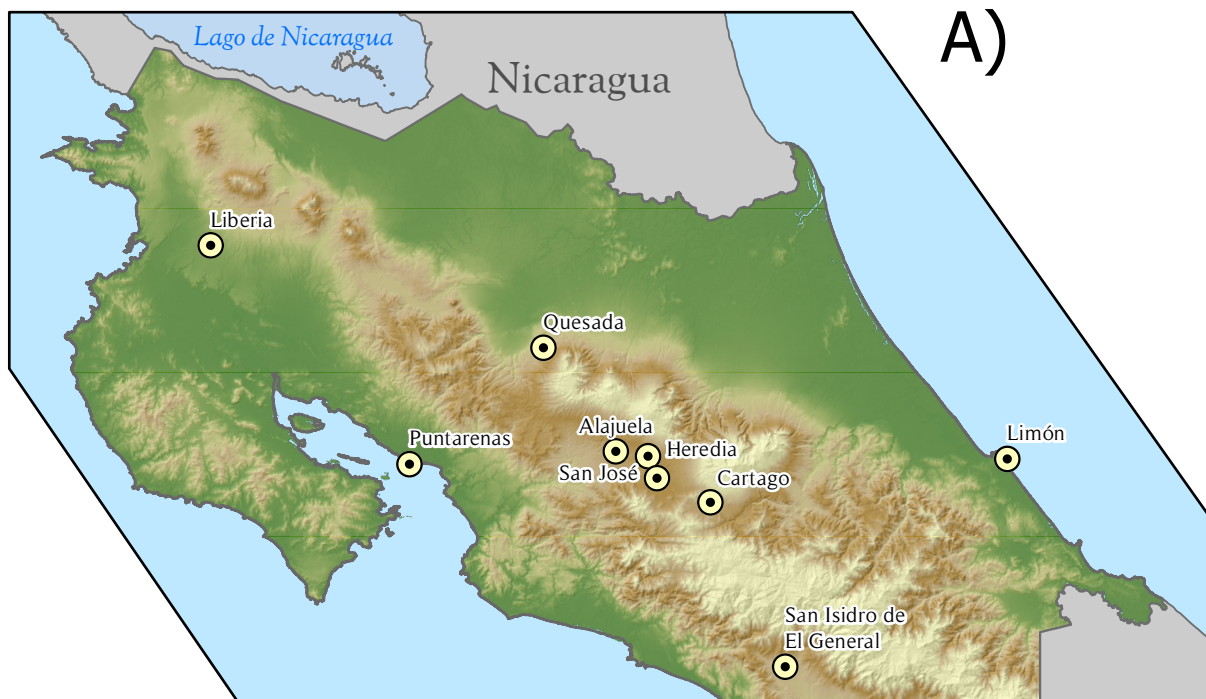 A)
Lago de Nicaragua
Nicaragua
Liberia
Quesada
Puntarenas
Alajuela
Heredia
San José
Cartago
Limón
San Isidro de
El General